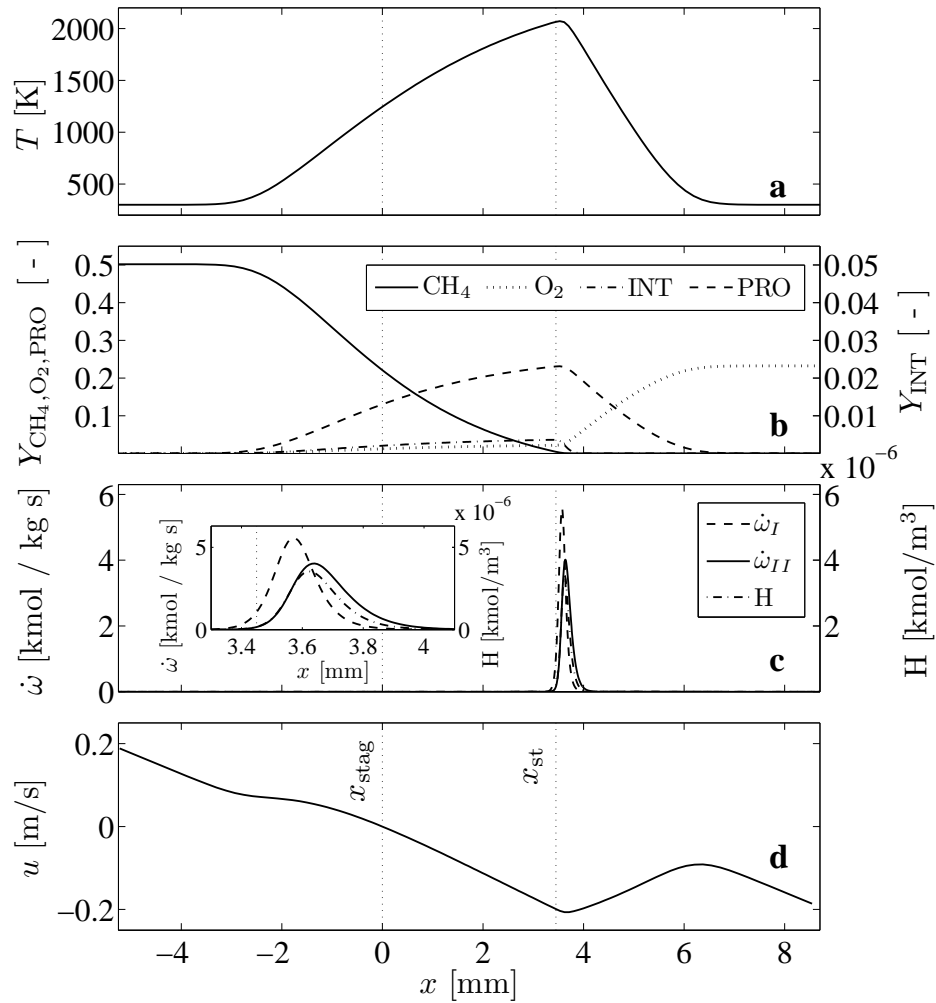 2000
1500
1000
500
T [K]
a
0.5
0.4
0.3
0.2
0.1
Y_CH4,O2,PRO [ - ]
CH₄ O₂ INT PRO
0.05
0.04
0.03
0.02
0.01
Y_INT [ - ]
b
x 10⁻⁶
6
4
2
0
ω̇ [kmol / kg s]
5
0
ω̇ [kmol / kg s]
x 10⁻⁶
5
0
H [kmol/m³]
3.4 3.6 3.8 4
x [mm]
ω̇_I
ω̇_II
H
6
4
2
H [kmol/m³]
c
0.2
0
−0.2
u [m/s]
x_stag
x_st
d
−4 −2 0 2 4 6 8
x [mm]